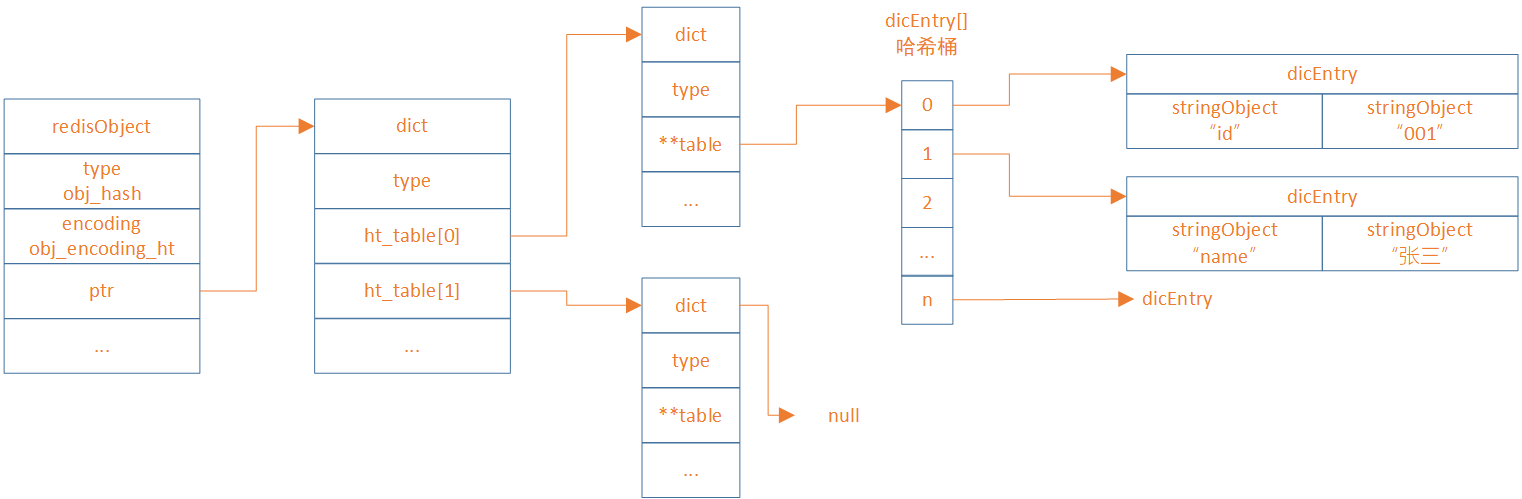 redisObject
type
obj_hash
encoding
obj_encoding_ht
ptr
...
dict
type
ht_table[0]
ht_table[1]
...
dict
type
**table
...
dict
type
**table
...
null
dicEntry[]
哈希桶
0
1
2
...
n
dicEntry
stringObject
“id”
stringObject
“001”
dicEntry
stringObject
“name”
stringObject
“张三”
dicEntry